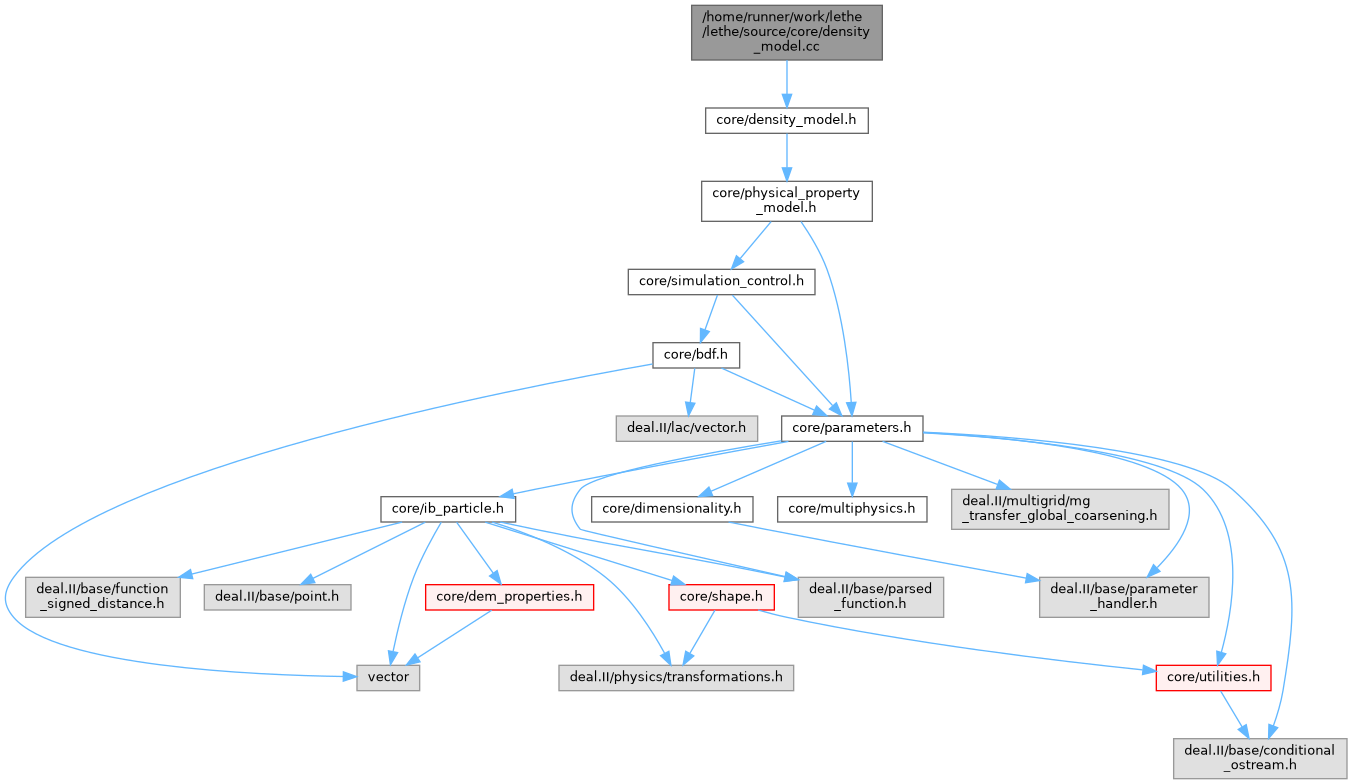 /home/runner/work/lethe
/lethe/source/core/density
_model.cc
core/density_model.h
core/physical_property
_model.h
core/simulation_control.h
core/bdf.h
deal.II/lac/vector.h
core/parameters.h
core/ib_particle.h
core/dimensionality.h
core/multiphysics.h
deal.II/multigrid/mg
_transfer_global_coarsening.h
deal.II/base/function
_signed_distance.h
deal.II/base/point.h
core/dem_properties.h
core/shape.h
deal.II/base/parsed
_function.h
deal.II/base/parameter
_handler.h
vector
deal.II/physics/transformations.h
core/utilities.h
deal.II/base/conditional
_ostream.h